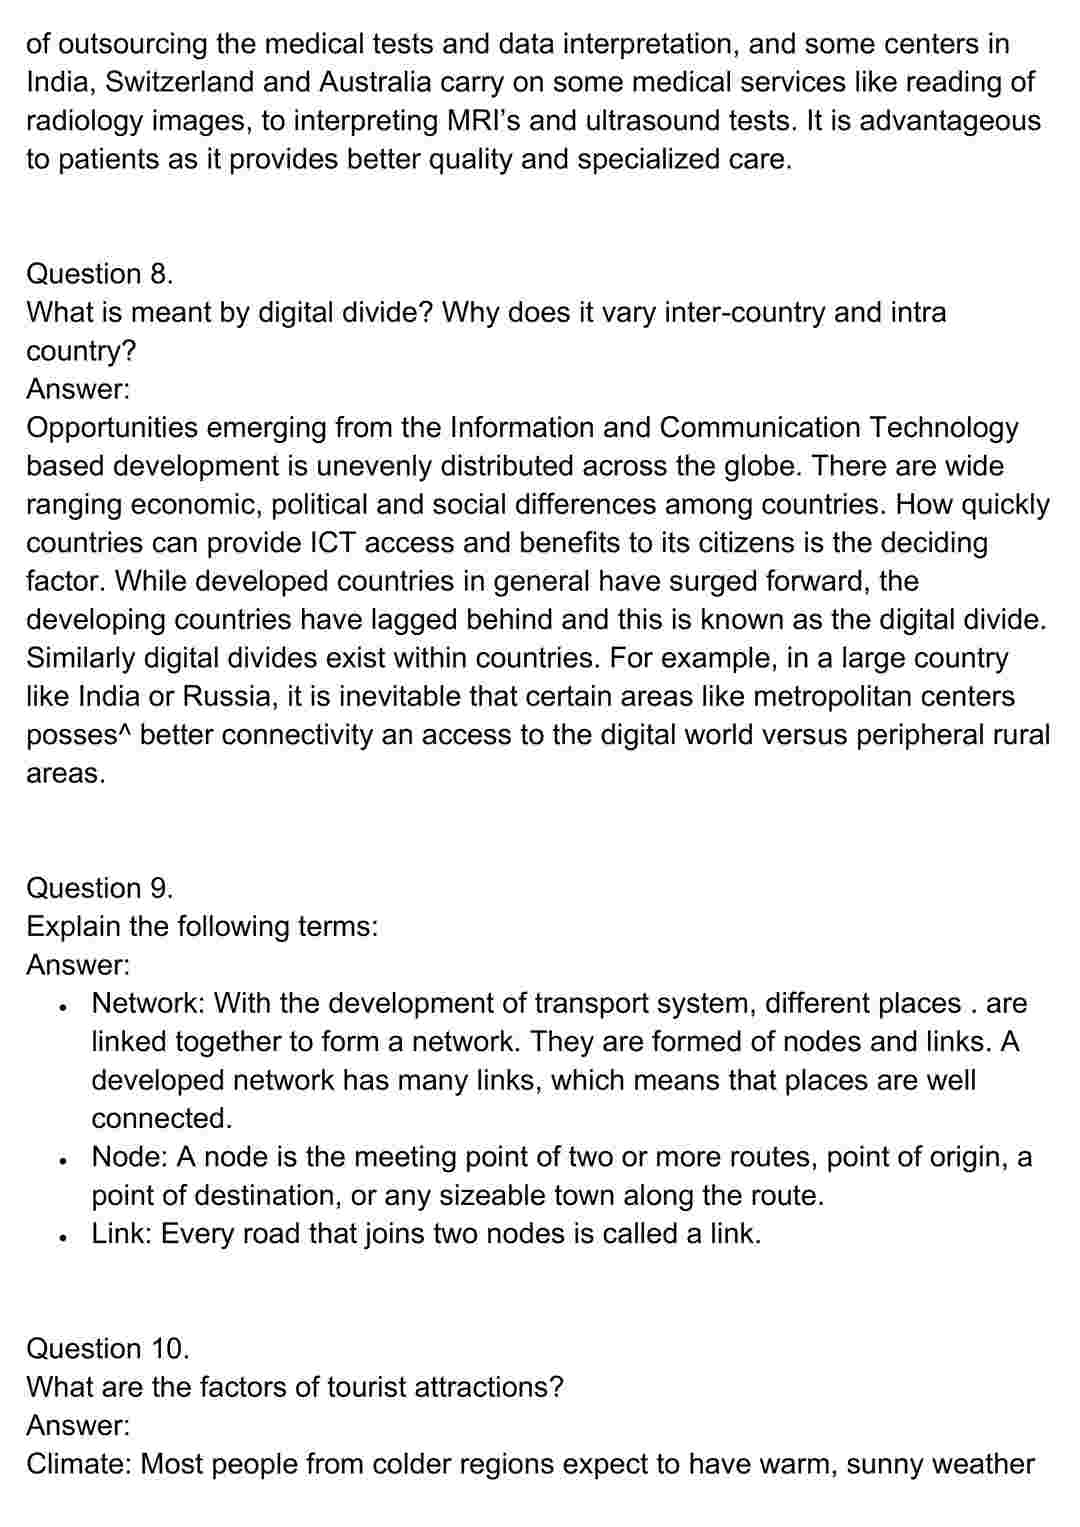 of outsourcing the medical tests and data interpretation, and some centers in
India, Switzerland and Australia carry on some medical services like reading of
radiology images, to interpreting MRI’s and ultrasound tests. It is advantageous
to patients as it provides better quality and specialized care.
Question 8.
What is meant by digital divide? Why does it vary inter-country and intra
country?
Answer:
Opportunities emerging from the Information and Communication Technology
based development is unevenly distributed across the globe. There are wide
ranging economic, political and social differences among countries. How quickly
countries can provide ICT access and benefits to its citizens is the deciding
factor. While developed countries in general have surged forward, the
developing countries have lagged behind and this is known as the digital divide.
Similarly digital divides exist within countries. For example, in a large country
like India or Russia, it is inevitable that certain areas like metropolitan centers
posses^ better connectivity an access to the digital world versus peripheral rural
areas.
Question 9.
Explain the following terms:
Answer:
• Network: With the development of transport system, different places . are
linked together to form a network. They are formed of nodes and links. A
developed network has many links, which means that places are well
connected.
• Node: A node is the meeting point of two or more routes, point of origin, a
point of destination, or any sizeable town along the route.
• Link: Every road that joins two nodes is called a link.
Question 10.
What are the factors of tourist attractions?
Answer:
Climate: Most people from colder regions expect to have warm, sunny weather